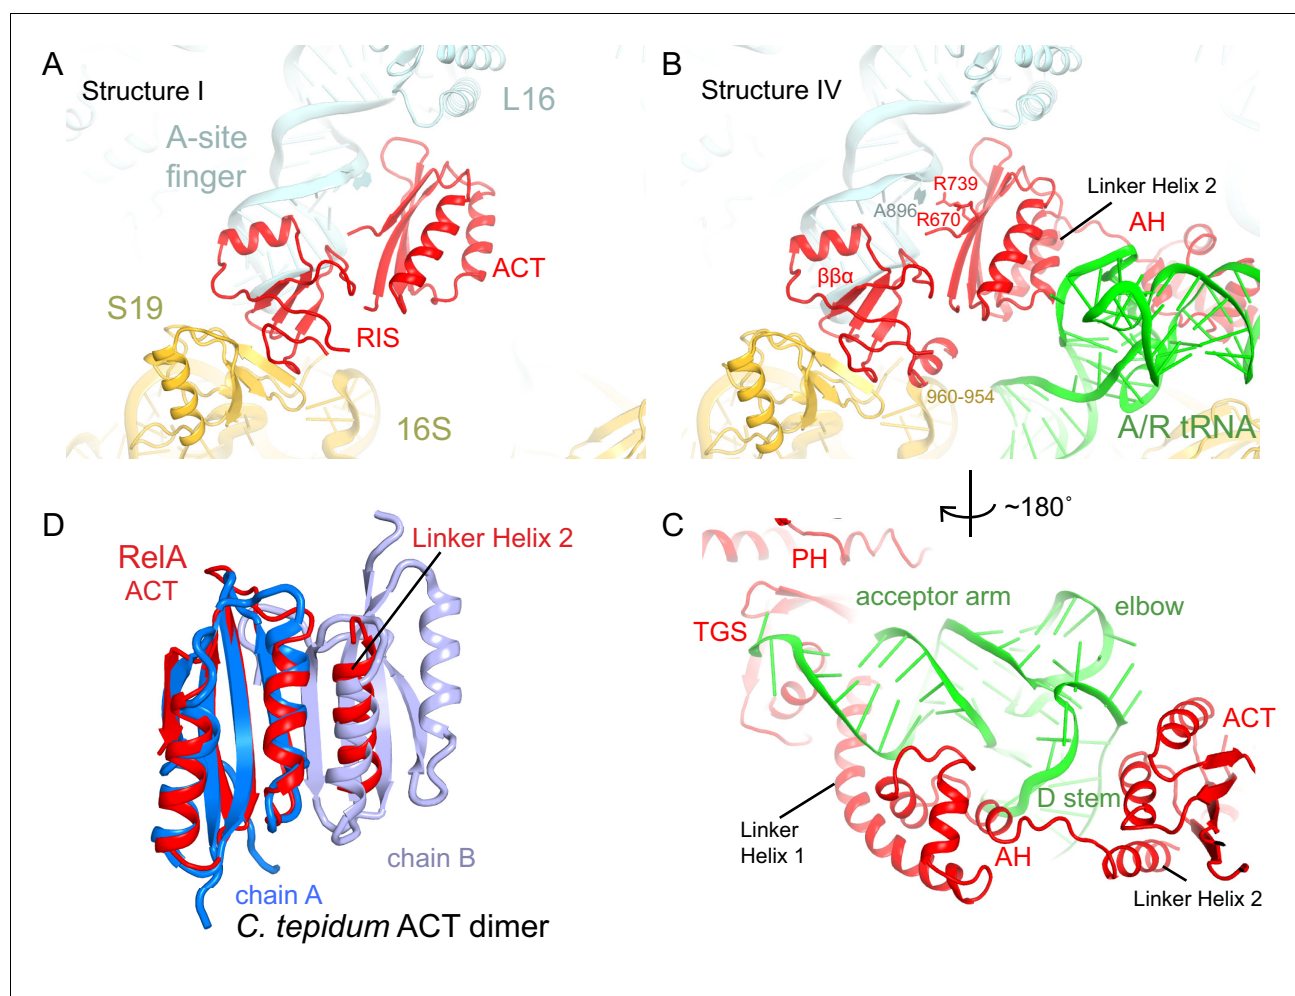 A
Structure I
L16
A-site
finger
ACT
S19
RIS
16S
B
Structure IV
R739
A896
R670
Linker Helix 2
AH
ββα
960-954
A/R tRNA
~180°
D
RelA
ACT
Linker Helix 2
chain B
chain A
C. tepidum ACT dimer
C
PH
acceptor arm
elbow
TGS
ACT
D stem
Linker
Helix 1
AH
Linker Helix 2